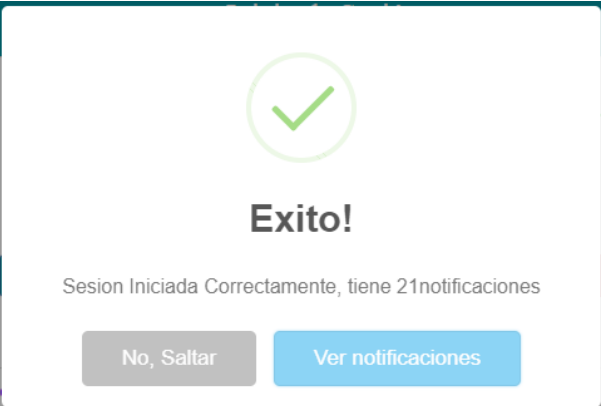 Exito!
Sesion Iniciada Correctamente, tiene 21notificaciones
No, Saltar
Ver notificaciones